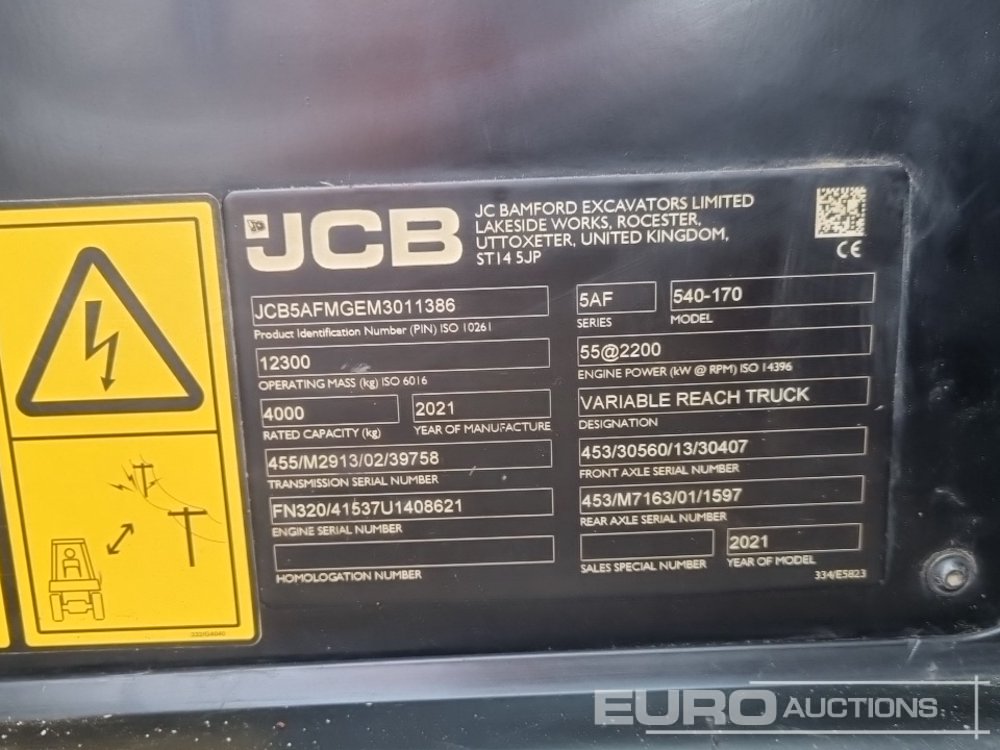 JCB
JC BAMFORD EXCAVATORS LIMITED
LAKESIDE WORKS, ROCESTER,
UTTOXETER, UNITED KINGDOM,
ST14 5JP
CE
JCB5AFMGEM3011386
Product Identification Number (PIN) ISO 10261
5AF
SERIES
540-170
MODEL
12300
OPERATING MASS (kg) ISO 6016
55@2200
ENGINE POWER (kW @ RPM) ISO 14396
4000
RATED CAPACITY (kg)
2021
YEAR OF MANUFACTURE
VARIABLE REACH TRUCK
DESIGNATION
455/M2913/02/39758
TRANSMISSION SERIAL NUMBER
453/30560/13/30407
FRONT AXLE SERIAL NUMBER
FN320/41537U1408621
ENGINE SERIAL NUMBER
453/M7163/01/1597
REAR AXLE SERIAL NUMBER
HOMOLOGATION NUMBER
SALES SPECIAL NUMBER
2021
YEAR OF MODEL
334/E5823
332/G4040
EURO AUCTIONS